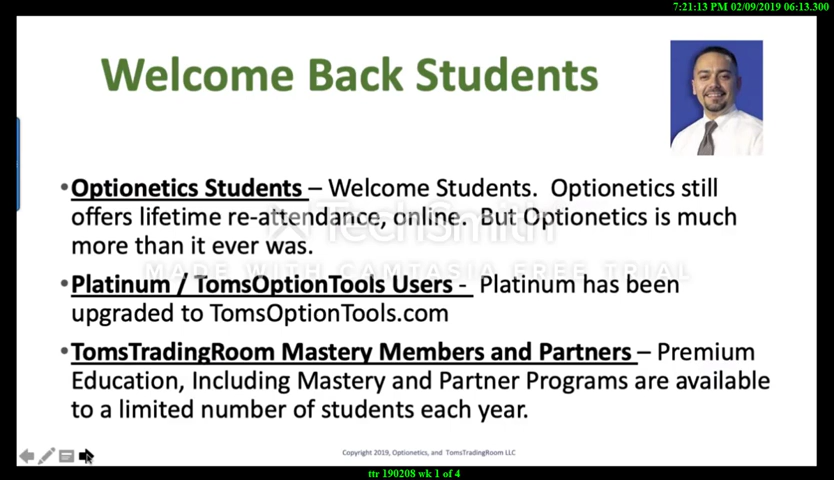 7:21:13 PM 02/09/2019 06:13.300
Welcome Back Students
•Optionetics Students – Welcome Students. Optionetics still
offers lifetime re-attendance, online. But Optionetics is much
more than it ever was.
TechSmith
MADE WITH CAMTASIA FREE TRIAL
•Platinum / TomsOptionTools Users - Platinum has been
upgraded to TomsOptionTools.com
•TomsTradingRoom Mastery Members and Partners – Premium
Education, Including Mastery and Partner Programs are available
to a limited number of students each year.
Copyright 2019, Optionetics, and TomsTradingRoom LLC
ttr 190208 wk 1 of 4